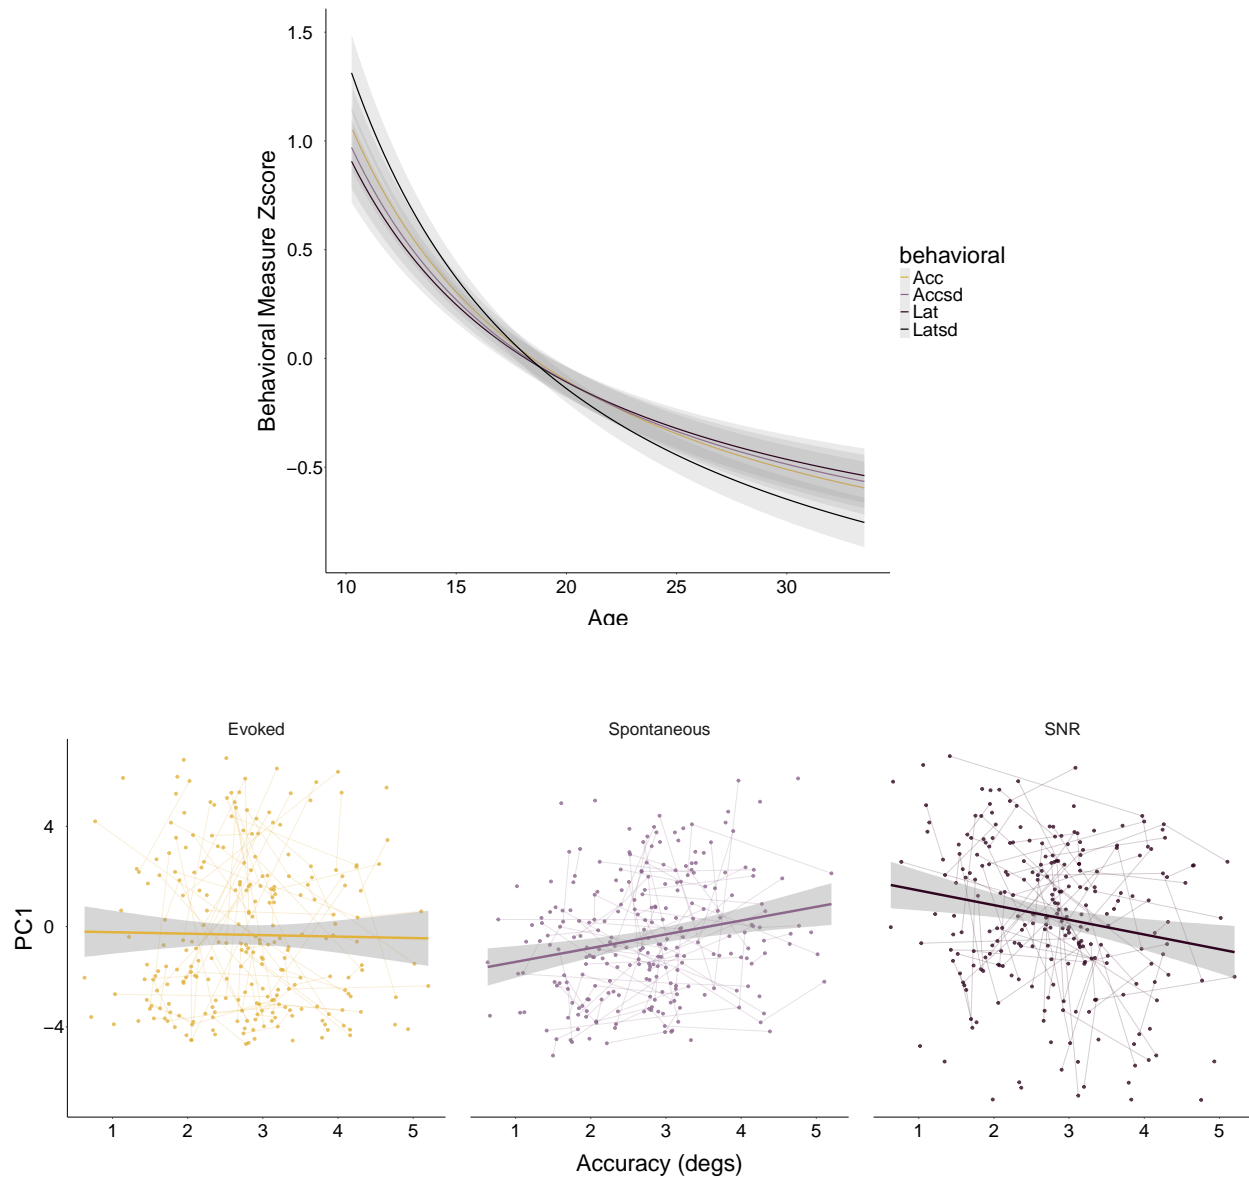 Behavioral Measure Zscore
1.5
1.0
0.5
0.0
−0.5
10 15 20 25 30
Age
behavioral
Acc
Accsd
Lat
Latsd
Evoked Spontaneous SNR
PC1
4
0
−4
1 2 3 4 5 1 2 3 4 5 1 2 3 4 5
Accuracy (degs)